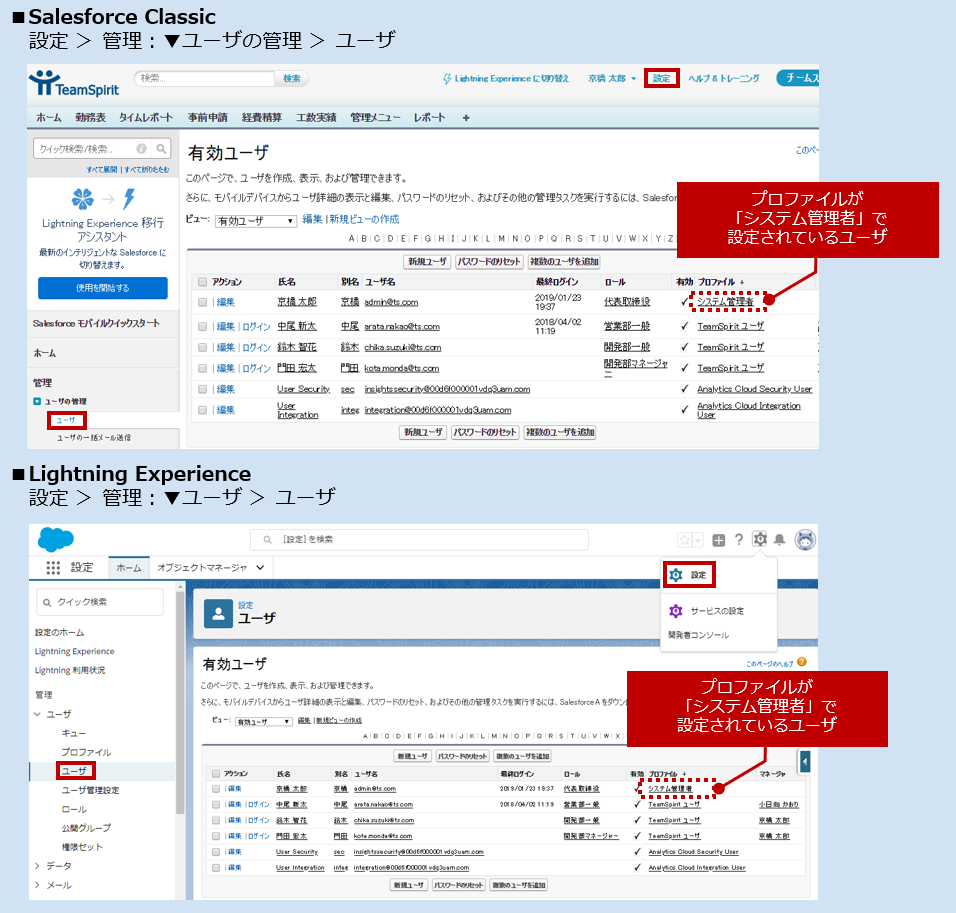 ■Salesforce Classic
設定 ＞ 管理：▼ユーザの管理 ＞ ユーザ
TeamSpirit
検索...
検索
Lightning Experience に切り替え
京橋 太郎
設定
ヘルプ & トレーニング
チームス
ホーム 勤務表 タイムレポート 事前申請 経費精算 工数実績 管理メニュー レポート +
クイック検索/検索...
すべて展開 | すべて折りたたむ
Lightning Experience 移行
アシスタント
最新のインテリジェントな Salesforce に
切り替えます。
使用を開始する
Salesforce モバイルクイックスタート
ホーム
管理
ユーザの管理
ユーザ
ユーザの一括メール送信
有効ユーザ
このペー
このページで、ユーザを作成、表示、および管理できます。
さらに、モバイルデバイスからユーザ詳細の表示と編集、パスワードのリセット、およびその他の管理タスクを実行するには、Salesfor
ビュー: 有効ユーザ 編集 | 新規ビューの作成
A | B | C | D | E | F | G | H | I | J | K | L | M | N | O | P | Q | R | S | T | U | V | W | X | Y | Z
新規ユーザ パスワードのリセット 複数のユーザを追加
アクション 氏名 別名 ユーザ名 最終ログイン ロール 有効 プロファイル ↓
編集 京橋 太郎 京橋 admin@ts.com 2019/01/23 19:37 代表取締役 ✓ システム管理者
編集 | ログイン 中尾 新太 中尾 arata.nakao@ts.com 2018/04/02 11:19 営業部一般 ✓ TeamSpirit ユーザ
編集 | ログイン 鈴木 智花 鈴木 chika.suzuki@ts.com 開発部一般 ✓ TeamSpirit ユーザ
編集 | ログイン 門田 宏太 門田 kota.monda@ts.com 開発部マネージャー ✓ TeamSpirit ユーザ
編集 User Security sec insightssecurity@00d6f000001vdq3uam.com ✓ Analytics Cloud Security User
編集 User Integration integ integration@00d6f000001vdq3uam.com ✓ Analytics Cloud Integration User
新規ユーザ パスワードのリセット 複数のユーザを追加
プロファイルが
「システム管理者」で
設定されているユーザ
■Lightning Experience
設定 ＞ 管理：▼ユーザ ＞ ユーザ
[設定] を検索
設定
ホーム
オブジェクトマネージャ
設定
サービスの設定
開発者コンソール
クイック検索
設定のホーム
Lightning Experience
Lightning 利用状況
管理
ユーザ
キュー
プロファイル
ユーザ
ユーザ管理設定
ロール
公開グループ
権限セット
データ
メール
設定
ユーザ
有効ユーザ
このページのヘルプ
このページで、ユーザを作成、表示、および管理できます。
さらに、モバイルデバイスからユーザ詳細の表示と編集、パスワードのリセット、およびその他の管理タスクを実行するには、SalesforceA をダウン
ビュー: 有効ユーザ 編集 | 新規ビューの作成
A | B | C | D | E | F | G | H | I | J | K | L | M | N | O | P | Q | R | S | T | U | V | W | X
新規ユーザ パスワードのリセット 複数のユーザを追加
アクション 氏名 別名 ユーザ名 最終ログイン ロール 有効 プロファイル ↓ マネージャ
編集 京橋 太郎 京橋 admin@ts.com 2019/01/23 19:37 代表取締役 ✓ システム管理者
編集 | ログイン 中尾 新太 中尾 arata.nakao@ts.com 2018/04/02 11:19 営業部一般 ✓ TeamSpirit ユーザ 小日向 かおり
編集 | ログイン 鈴木 智花 鈴木 chika.suzuki@ts.com 開発部一般 ✓ TeamSpirit ユーザ 京橋 太郎
編集 | ログイン 門田 宏太 門田 kota.monda@ts.com 開発部マネージャー ✓ TeamSpirit ユーザ 京橋 太郎
編集 User Security sec insightssecurity@00d6f000001vdq3uam.com ✓ Analytics Cloud Security User
編集 User Integration integ integration@00d6f000001vdq3uam.com ✓ Analytics Cloud Integration User
新規ユーザ パスワードのリセット 複数のユーザを追加
プロファイルが
「システム管理者」で
設定されているユーザ